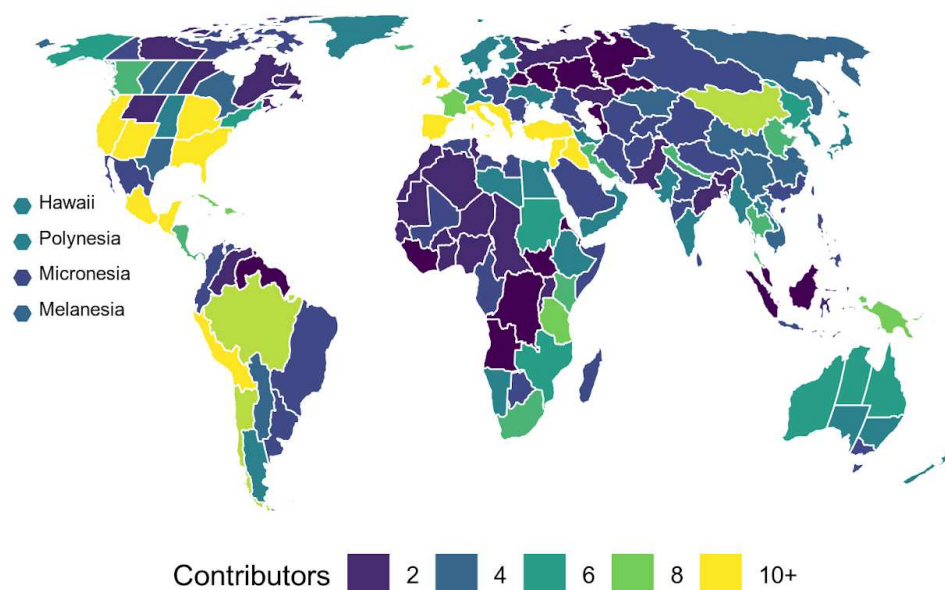 Hawaii
Polynesia
Micronesia
Melanesia
Contributors 2 4 6 8 10+